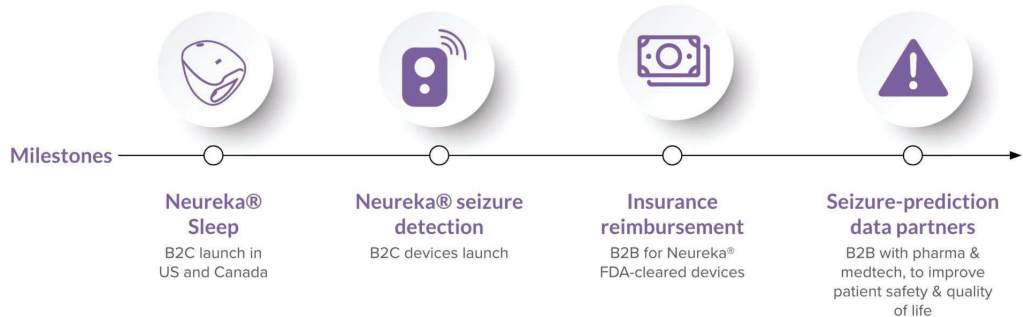 Milestones
Neureka®
Sleep
B2C launch in
US and Canada
Neureka® seizure
detection
B2C devices launch
Insurance
reimbursement
B2B for Neureka®
FDA-cleared devices
Seizure-prediction
data partners
B2B with pharma &
medtech, to improve
patient safety & quality
of life